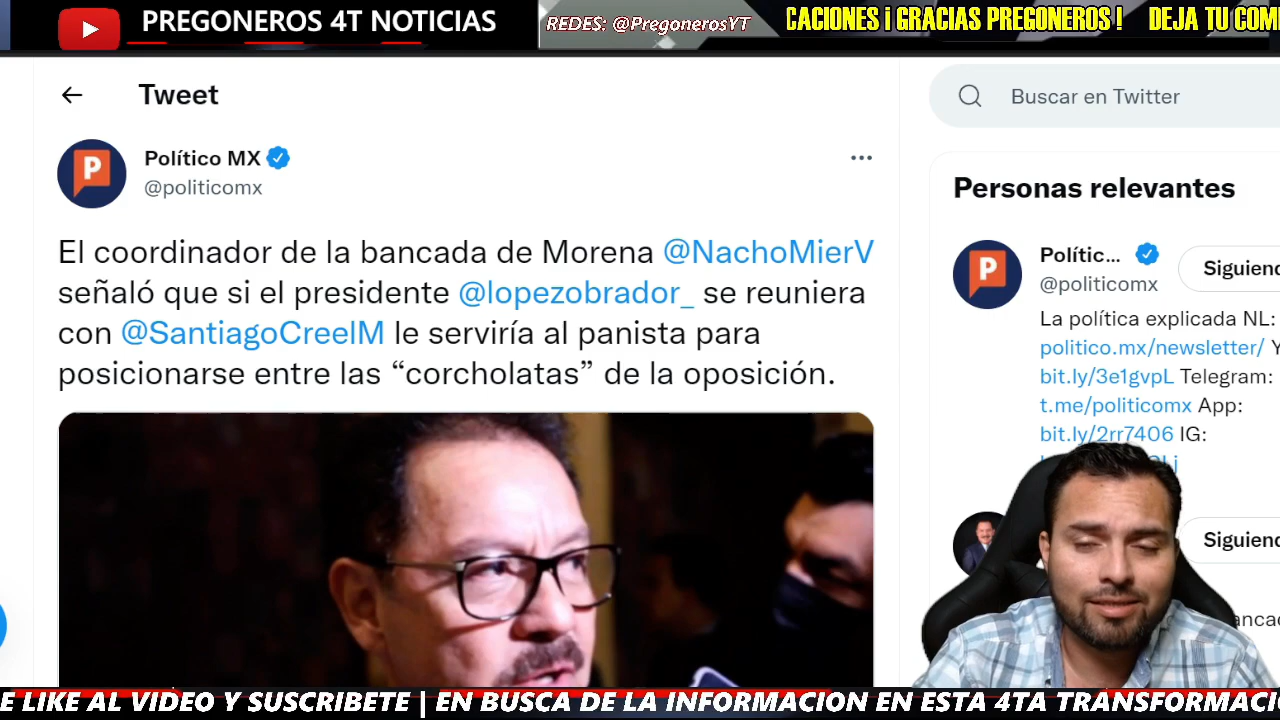 PREGONEROS 4T NOTICIAS
REDES: @PregonerosYT
CACIONES ¡ GRACIAS PREGONEROS ! DEJA TU COM
Tweet
Buscar en Twitter
Político MX
@politicomx
El coordinador de la bancada de Morena @NachoMierV
señaló que si el presidente @lopezobrador_ se reuniera
con @SantiagoCreelM le serviría al panista para
posicionarse entre las “corcholatas” de la oposición.
Personas relevantes
Polític...
Siguiend
@politicomx
La política explicada NL:
politico.mx/newsletter/ Y
bit.ly/3e1gvpL Telegram:
t.me/politicomx App:
bit.ly/2rr7406 IG:
Siguiend
E LIKE AL VIDEO Y SUSCRIBETE | EN BUSCA DE LA INFORMACION EN ESTA 4TA TRANSFORMACI